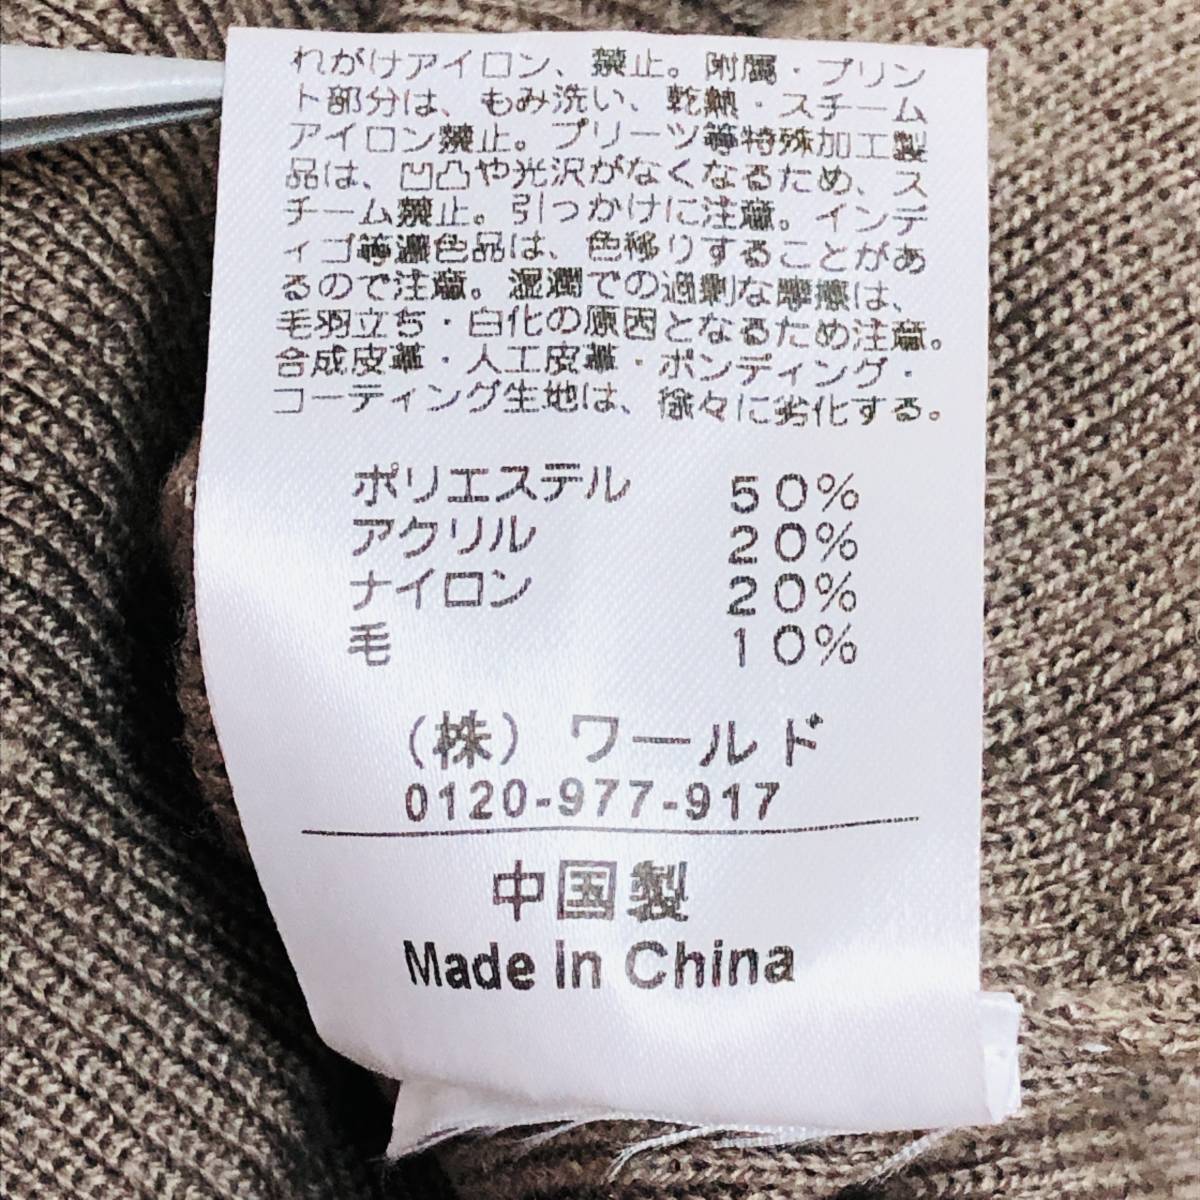 れがけアイロン、禁止。附属・プリン
ト部分は、もみ洗い、乾熱・スチーム
アイロン禁止。プリーツ等特殊加工製
品は、凹凸や光沢がなくなるため、ス
チーム禁止。引っかけに注意。インデ
ィゴ等濃色品は、色移りすることがあ
るので注意。湿潤での過剰な摩擦は、
毛羽立ち・白化の原因となるため注意。
合成皮革・人工皮革・ボンディング・
コーティング生地は、徐々に劣化する。
ポリエステル 50%
アクリル 20%
ナイロン 20%
毛 10%
(株) ワールド
0120-977-917
中国製
Made in China